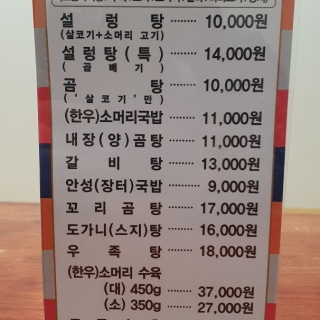 설렁탕 ········ 10,000원
(살코기+소머리 고기)
설렁탕(특) ········ 14,000원
(곱배기)
곰탕 ········ 10,000원
('살코기'만)
(한우)소머리국밥 ········ 11,000원
내장(양)곰탕 ········ 11,000원
갈비탕 ········ 13,000원
안성(장터)국밥 ········ 9,000원
꼬리곰탕 ········ 17,000원
도가니(스지)탕 ········ 16,000원
우족탕 ········ 18,000원
(한우)소머리 수육
(대) 450g ········ 37,000원
(소) 350g ········ 27,000원